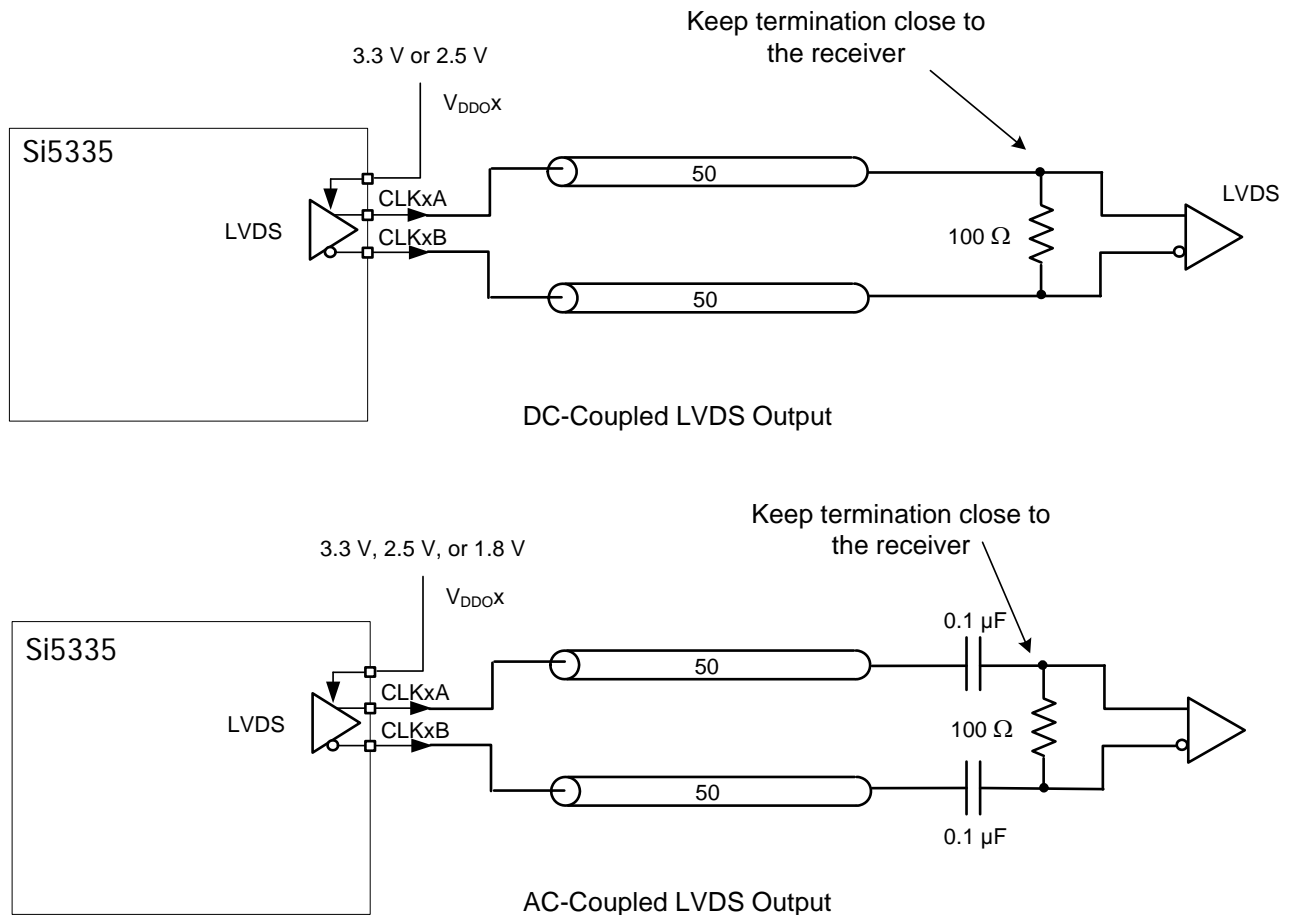 Keep termination close to
the receiver
3.3 V or 2.5 V
VDDOx
Si5335
LVDS
CLKxA
CLKxB
50
50
100 Ω
LVDS
DC-Coupled LVDS Output
Keep termination close to
the receiver
3.3 V, 2.5 V, or 1.8 V
VDDOx
Si5335
LVDS
CLKxA
CLKxB
50
50
0.1 µF
100 Ω
0.1 µF
AC-Coupled LVDS Output